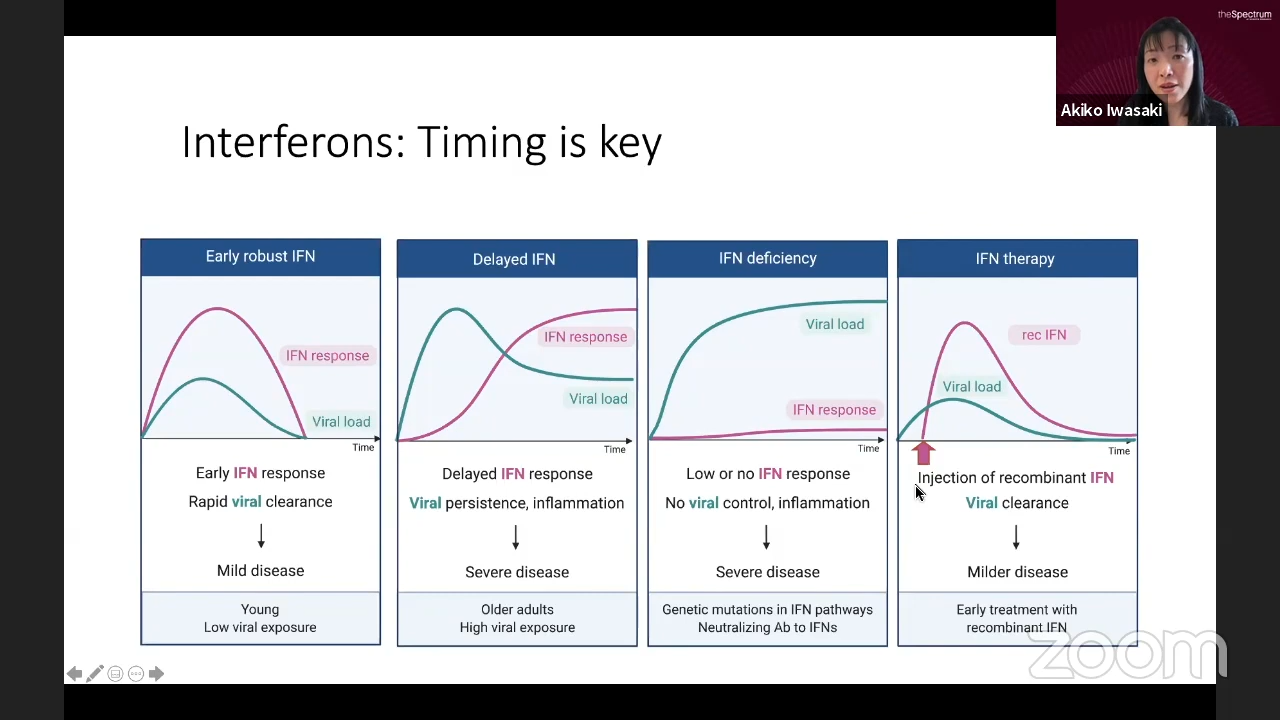 theSpectrum
Akiko Iwasaki
Interferons: Timing is key
Early robust IFN
IFN response
Viral load
Time
Early IFN response
Rapid viral clearance
Mild disease
Young
Low viral exposure
Delayed IFN
IFN response
Viral load
Time
Delayed IFN response
Viral persistence, inflammation
Severe disease
Older adults
High viral exposure
IFN deficiency
Viral load
IFN response
Time
Low or no IFN response
No viral control, inflammation
Severe disease
Genetic mutations in IFN pathways
Neutralizing Ab to IFNs
IFN therapy
rec IFN
Viral load
Time
Injection of recombinant IFN
Viral clearance
Milder disease
Early treatment with
recombinant IFN
zoom